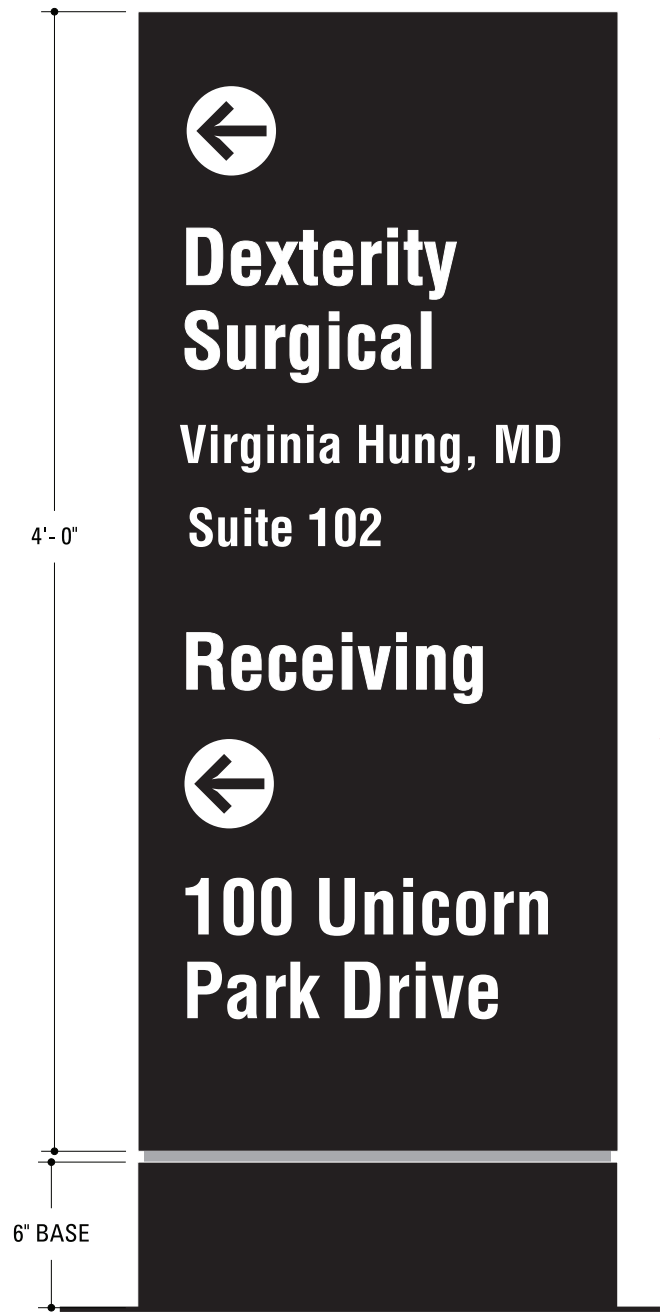 Dexterity
Surgical
Virginia Hung, MD
Suite 102
4'-0"
Receiving
100 Unicorn
Park Drive
6" BASE